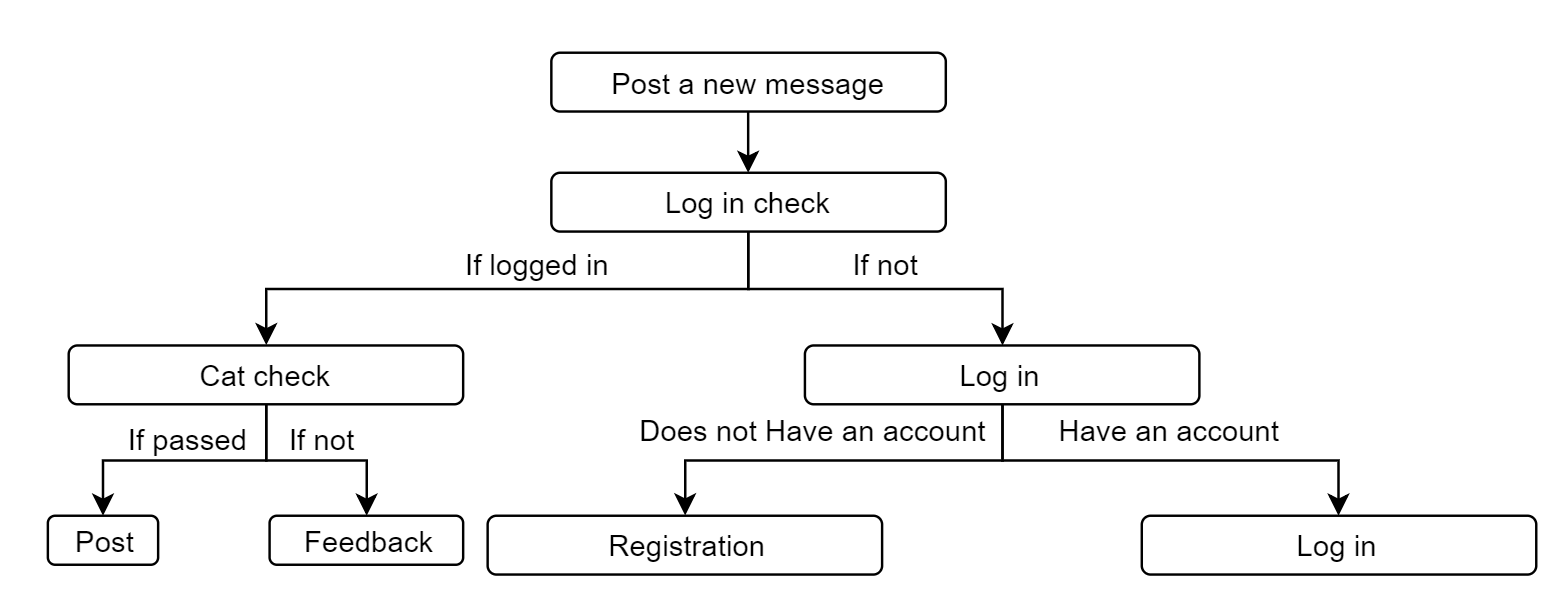 Post a new message
Log in check
If logged in
If not
Cat check
Log in
If passed
If not
Does not Have an account
Have an account
Post
Feedback
Registration
Log in